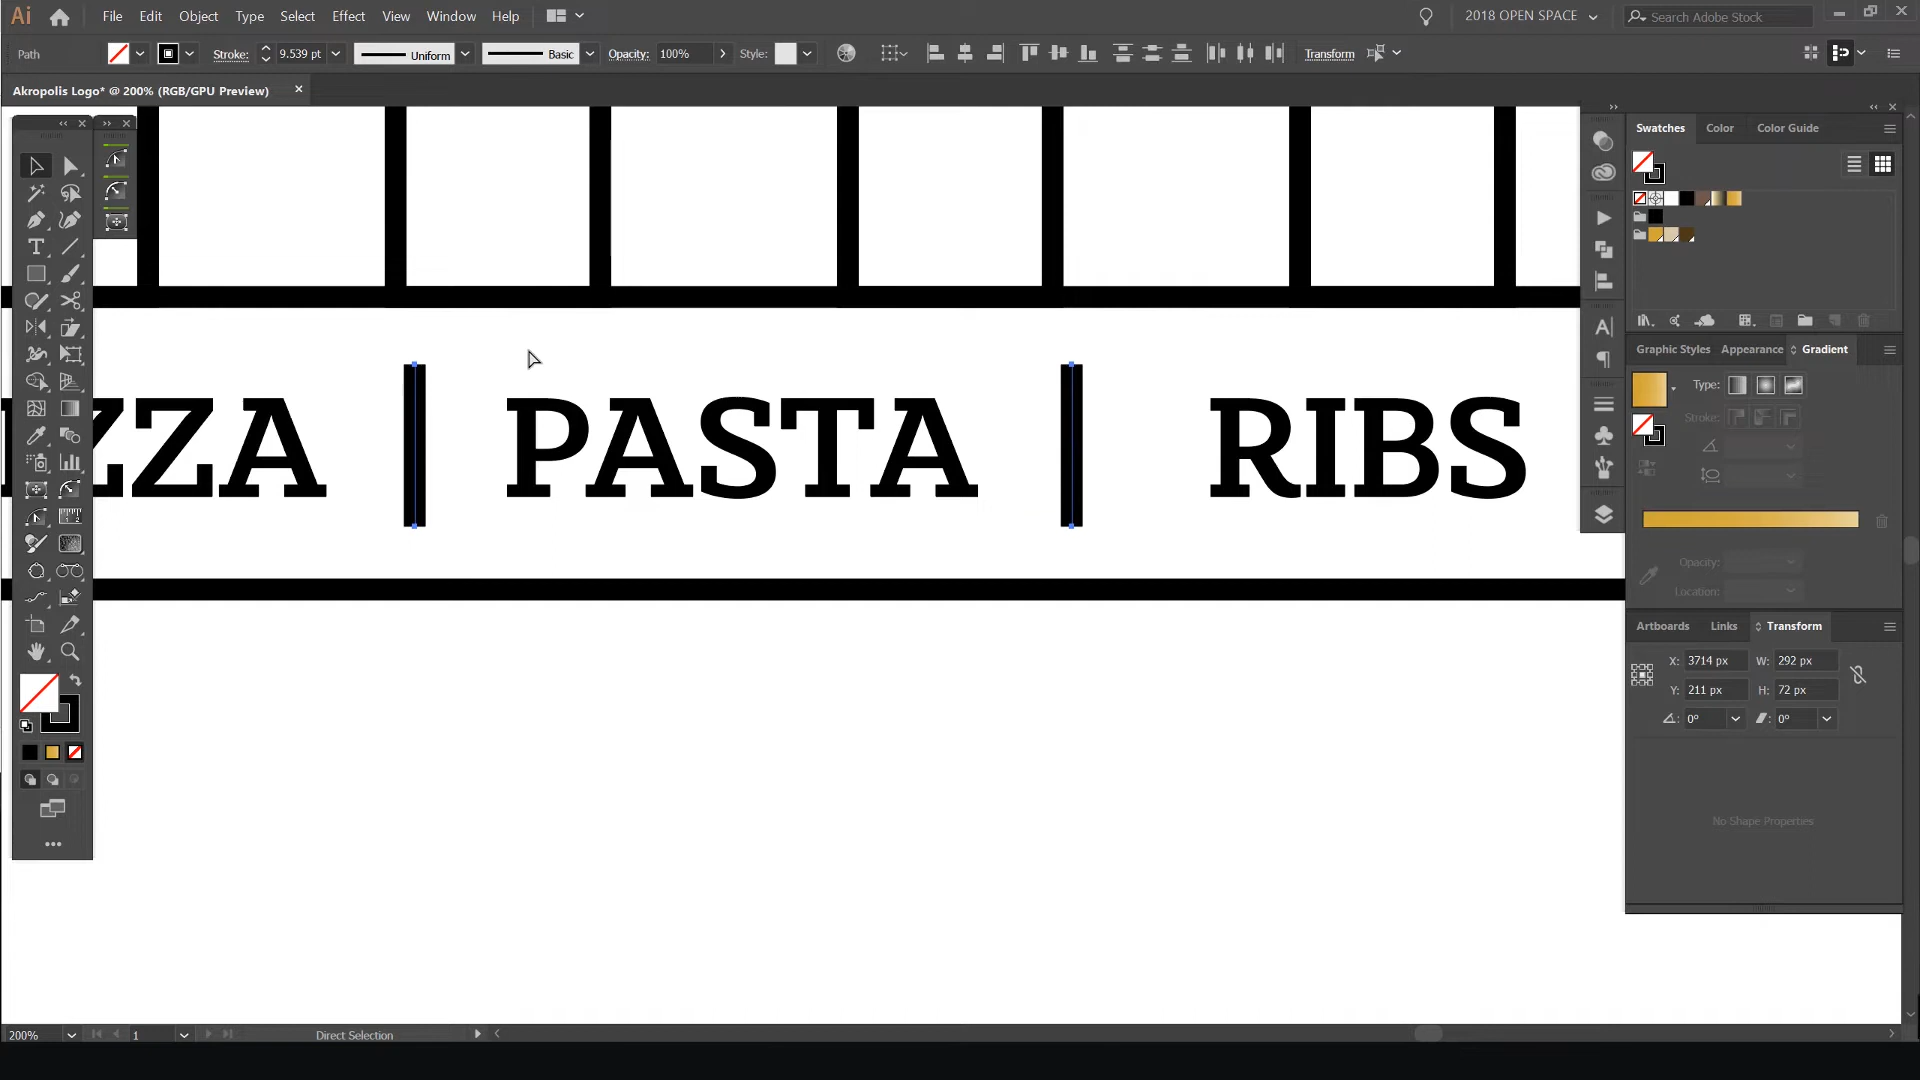 Ai File Edit Object Type Select Effect View Window Help 2018 OPEN SPACE Search Adobe Stock
Path Stroke: 9.539 pt Uniform Basic Opacity: 100% Style: Transform
Akropolis Logo* @ 200% (RGB/GPU Preview)
Swatches Color Color Guide
ZZA PASTA RIBS
Graphic Styles Appearance Gradient
Type:
Stroke:
Opacity:
Location:
Artboards Links Transform
X: 3714 px W: 292 px
Y: 211 px H: 72 px
0° 0°
No Shape Properties
200% 1 Direct Selection